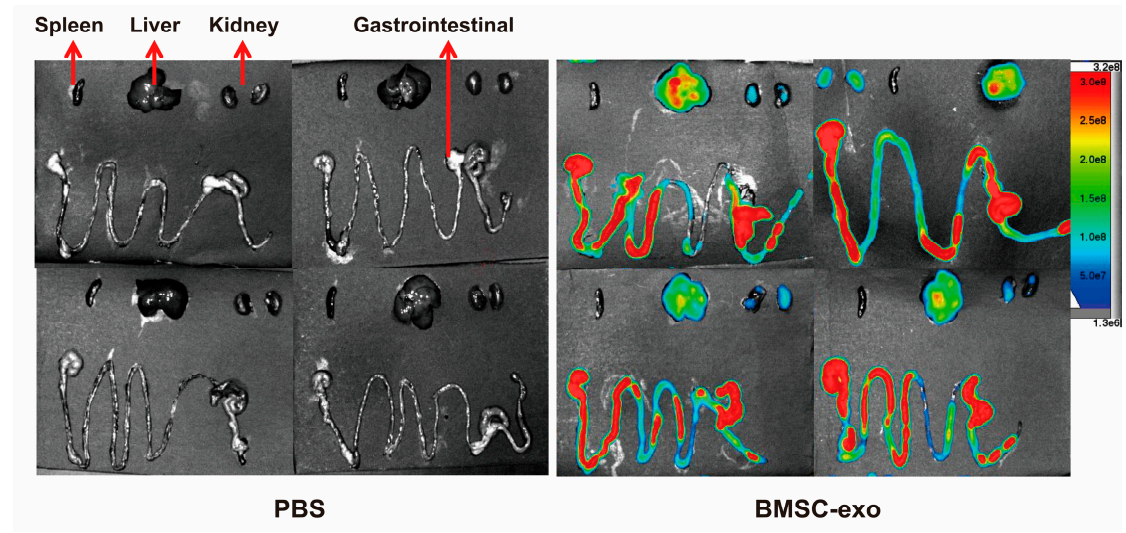 Spleen Liver Kidney Gastrointestinal
3.2e8
3.0e8
2.5e8
2.0e8
1.5e8
1.0e8
5.0e7
1.3e6
PBS BMSC-exo